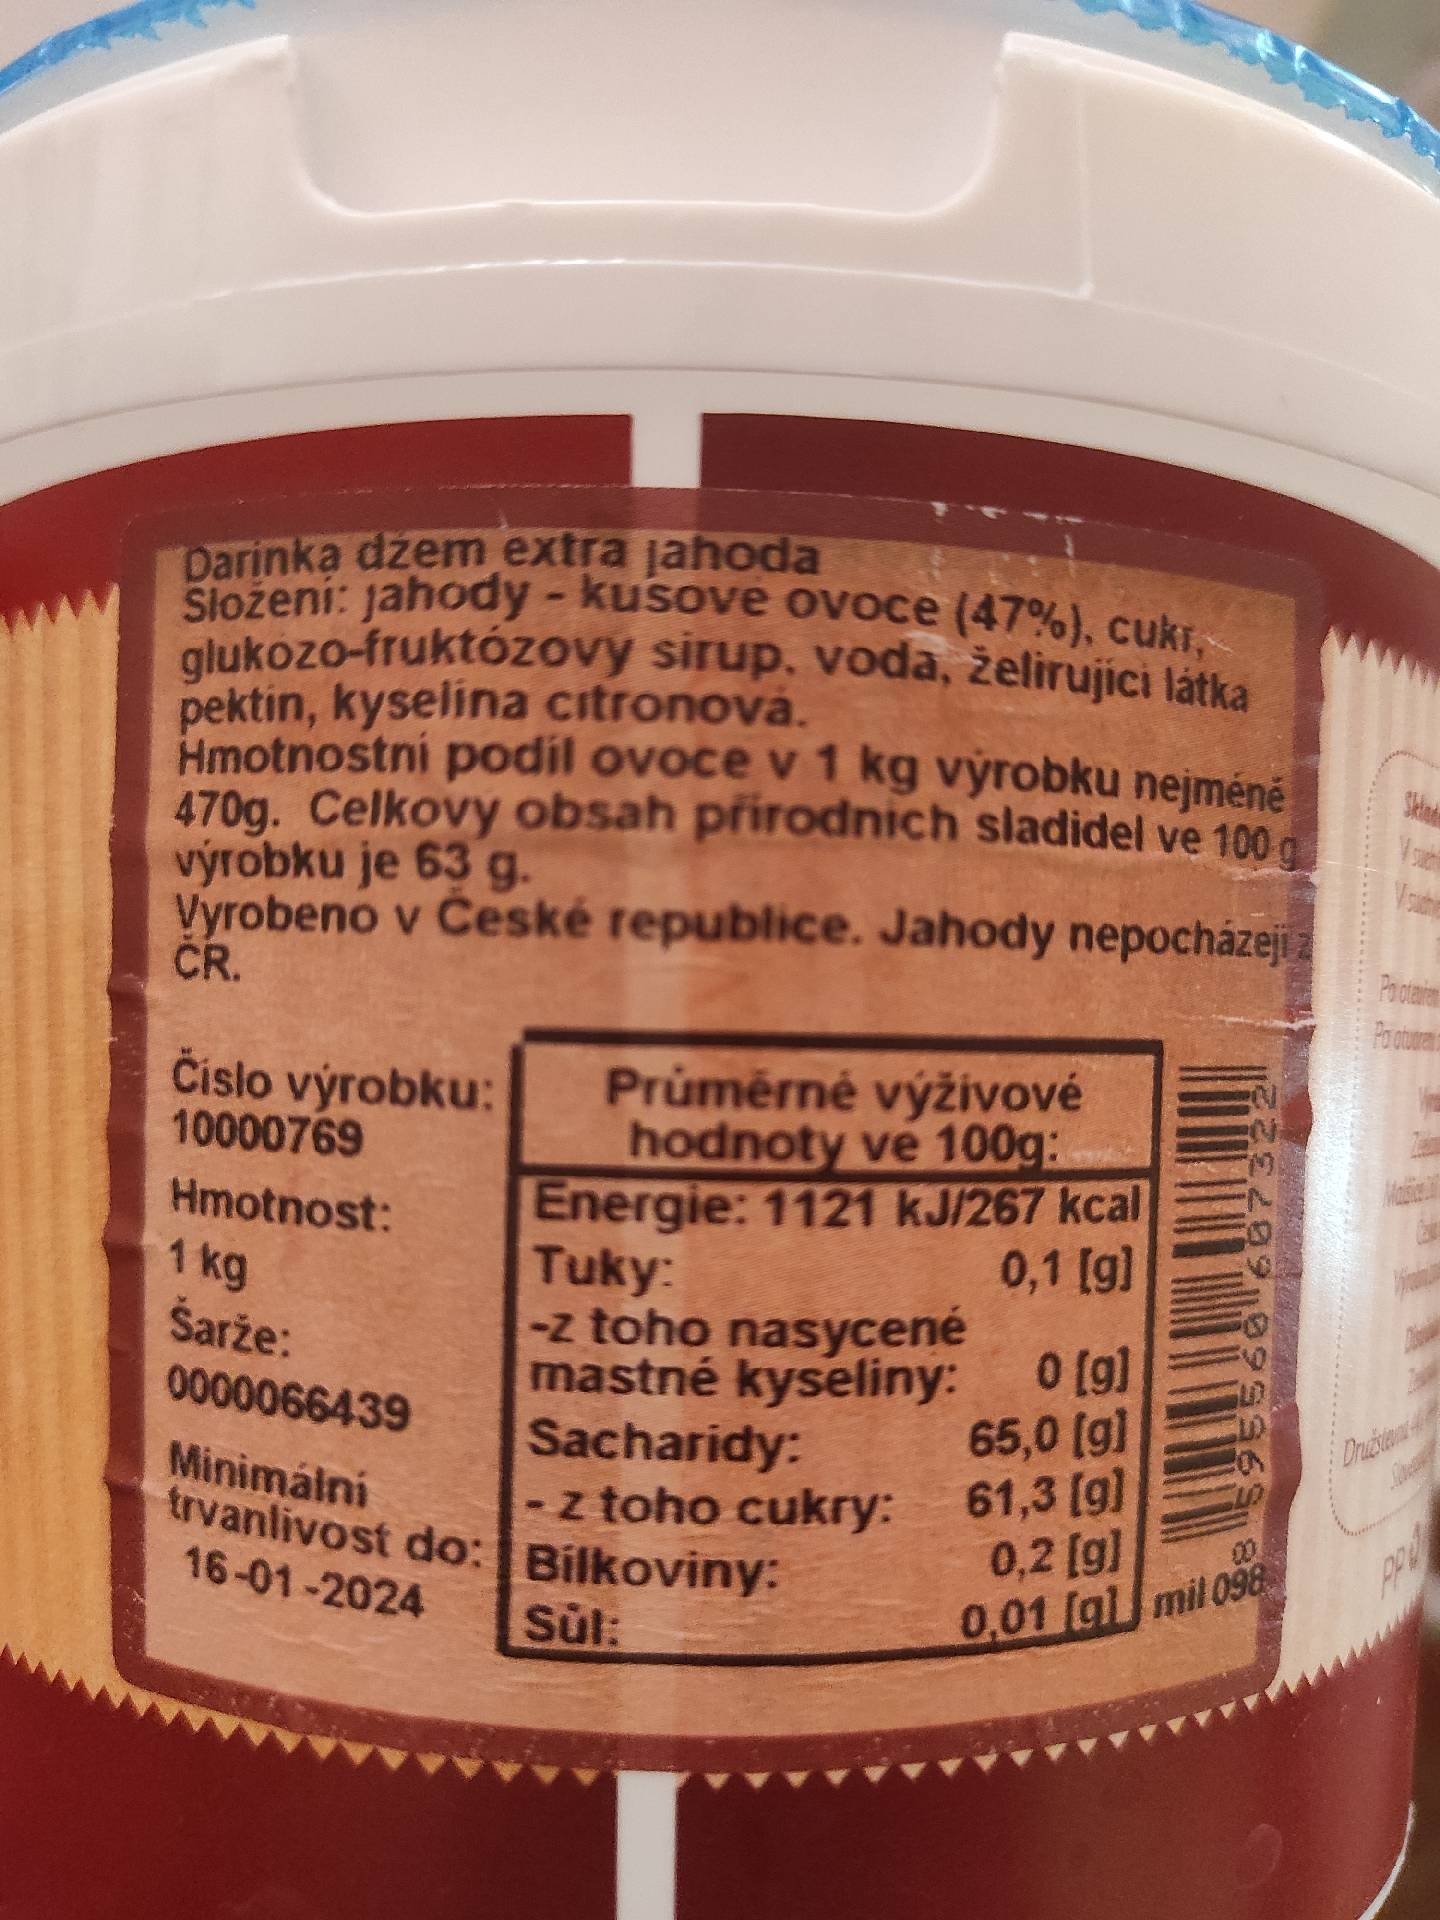 Darinka džem extra jahoda
Složení: jahody - kusové ovoce (47%), cukr,
glukózo-fruktózový sirup, voda, želírující látka
pektin, kyselina citronová.
Hmotnostní podíl ovoce v 1 kg výrobku nejméně
470g. Celkový obsah přírodních sladidel ve 100 g
výrobku je 63 g.
Vyrobeno v České republice. Jahody nepocházejí z
ČR.
Číslo výrobku:
10000769
Hmotnost:
1 kg
Šarže:
0000066439
Minimální
trvanlivost do:
16-01-2024
Průměrné výživové
hodnoty ve 100g:
Energie: 1121 kJ/267 kcal
Tuky: 0,1 [g]
-z toho nasycené
mastné kyseliny: 0 [g]
Sacharidy: 65,0 [g]
- z toho cukry: 61,3 [g]
Bílkoviny: 0,2 [g]
Sůl: 0,01 [g]
8 595560 607322
mil 098
PP